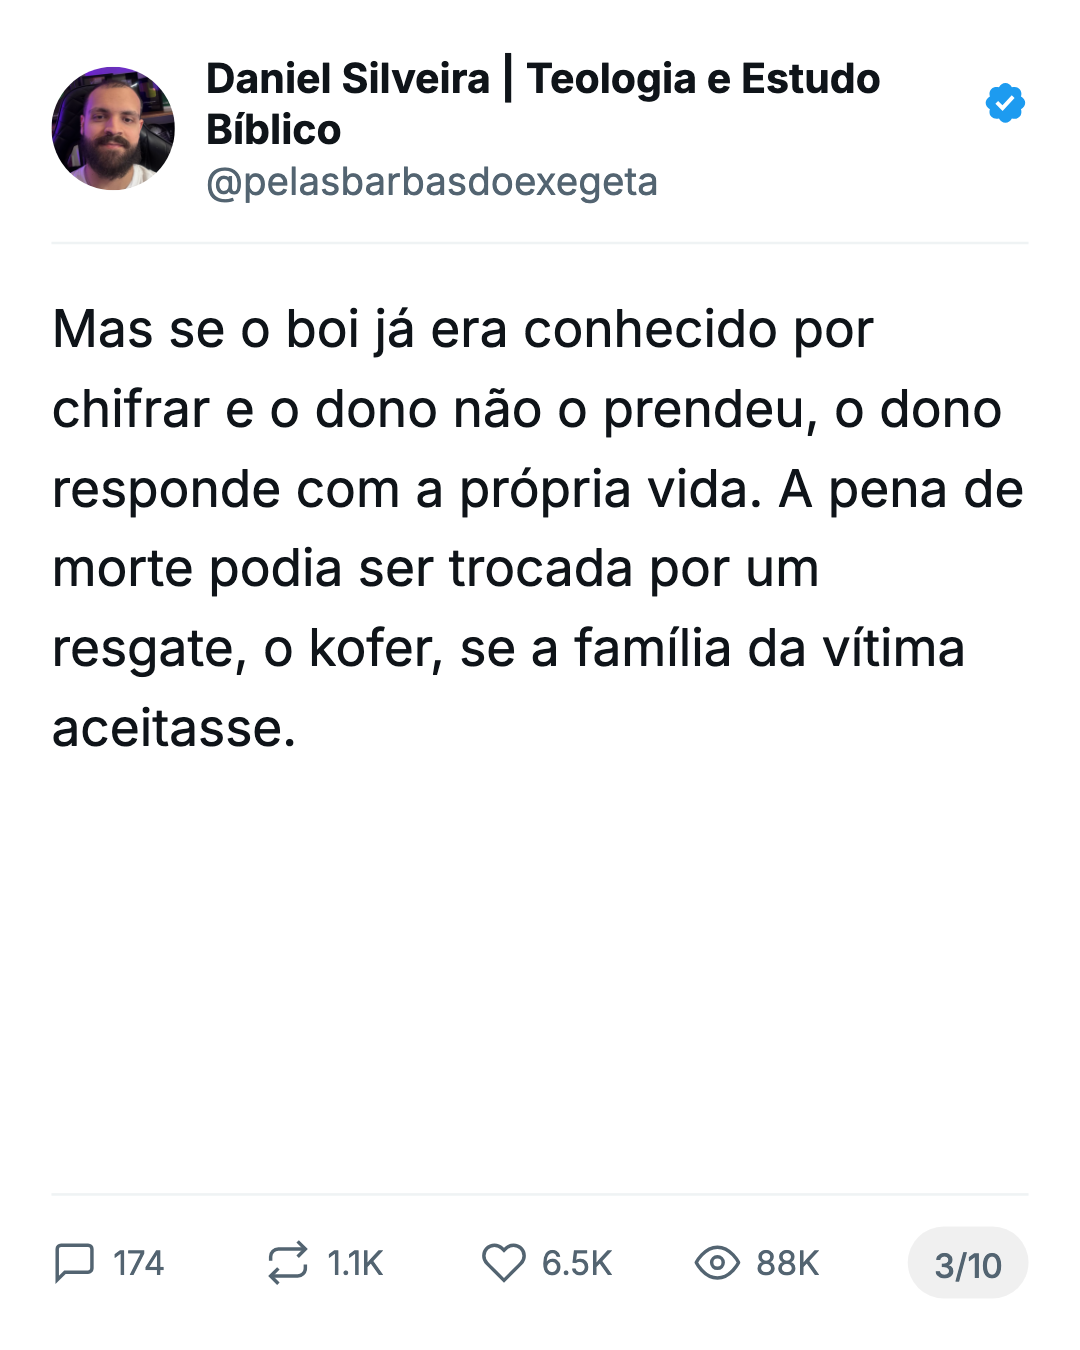 Daniel Silveira | Teologia e Estudo
Bíblico
@pelasbarbasdoexegeta
Mas se o boi já era conhecido por
chifrar e o dono não o prendeu, o dono
responde com a própria vida. A pena de
morte podia ser trocada por um
resgate, o kofer, se a família da vítima
aceitasse.
174 1.1K 6.5K 88K 3/10